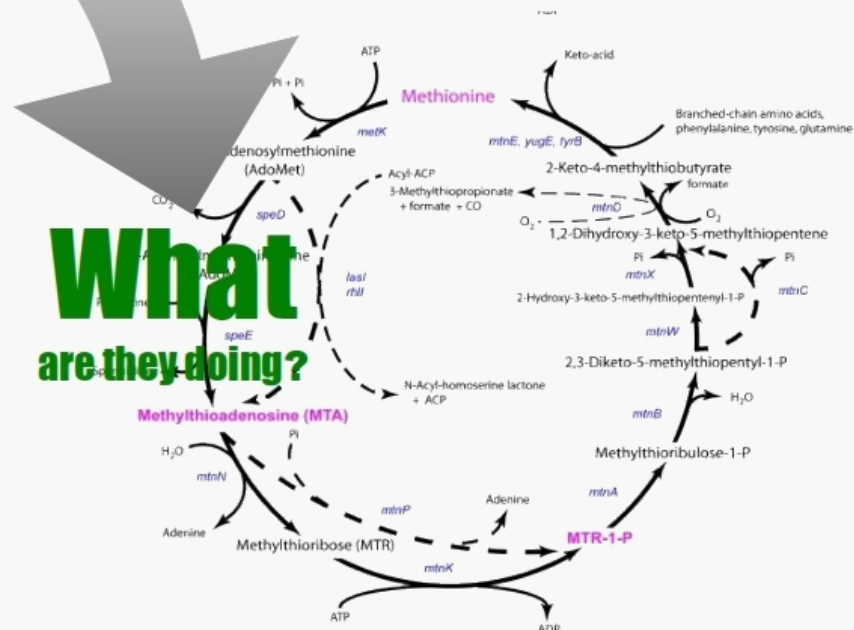 ATP
Keto-acid
Pi + Pi
Methionine
Branched-chain amino acids,
phenylalanine, tyrosine, glutamine
metK
mtnE, yugE, tyrB
denosylmethionine
(AdoMet)
Acyl-ACP
2-Keto-4-methylthiobutyrate
formate
3-Methylthiopropionate
+ formate + CO
CO2
speD
mtnD
O2
O2
1,2-Dihydroxy-3-keto-5-methylthiopentene
What
Pi
Pi
mtnX
lasI
rhlI
mtnC
2-Hydroxy-3-keto-5-methylthiopentenyl-1-P
speE
mtnW
are they doing?
2,3-Diketo-5-methylthiopentyl-1-P
N-Acyl-homoserine lactone
+ ACP
H2O
Methylthioadenosine (MTA)
mtnB
Pi
H2O
Methylthioribulose-1-P
mtnN
mtnA
Adenine
mtnP
Adenine
Methylthioribose (MTR)
MTR-1-P
mtnK
ATP
ADP